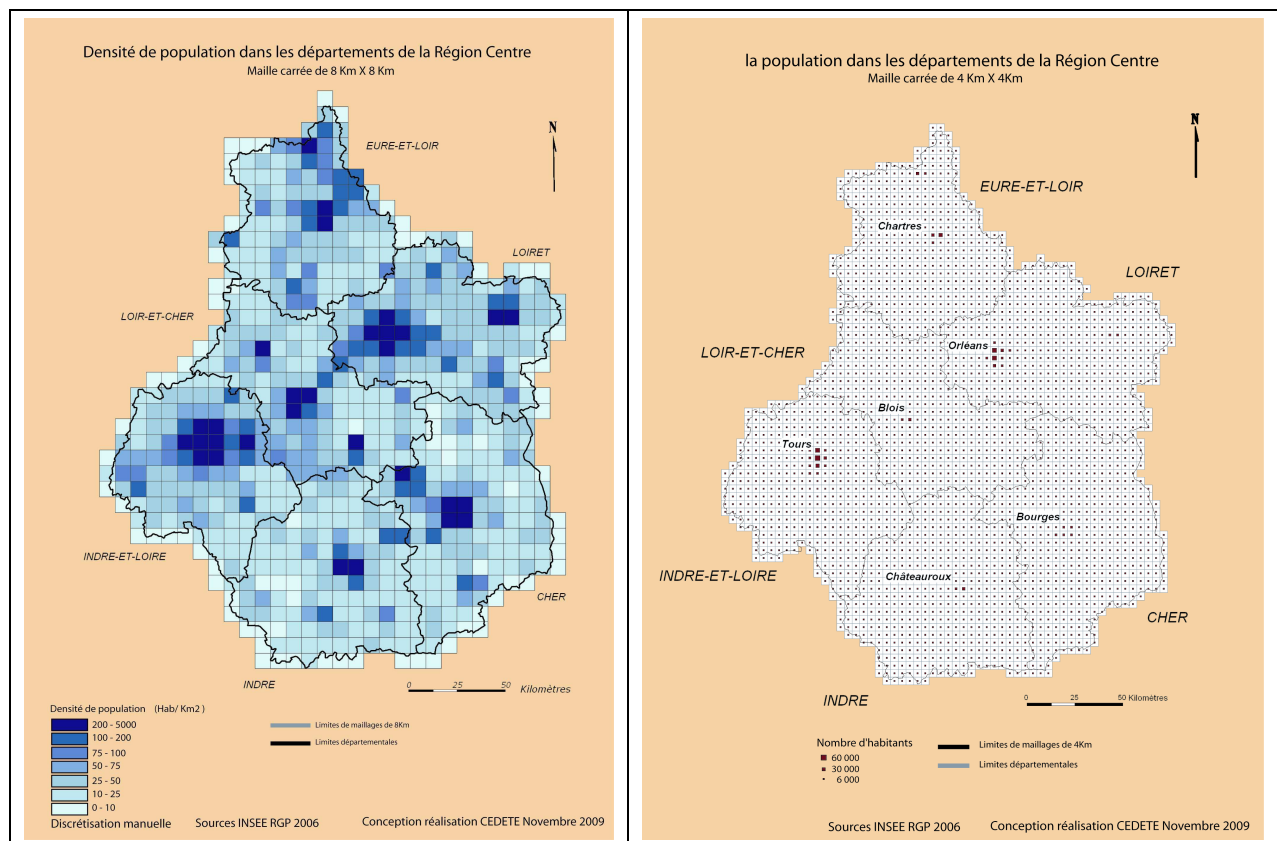 Densité de population dans les départements de la Région Centre
Maille carrée de 8 Km X 8 Km
N
EURE-ET-LOIR
LOIRET
LOIR-ET-CHER
INDRE-ET-LOIRE
CHER
INDRE
0 25 50 Kilomètres
Densité de population (Hab/ Km2 )
200 - 5000
100 - 200
75 - 100
50 - 75
25 - 50
10 - 25
0 - 10
Limites de maillages de 8Km
Limites départementales
Discrétisation manuelle Sources INSEE RGP 2006 Conception réalisation CEDETE Novembre 2009
la population dans les départements de la Région Centre
Maille carrée de 4 Km X 4Km
N
EURE-ET-LOIR
Chartres
LOIRET
Orléans
LOIR-ET-CHER
Blois
Tours
Bourges
INDRE-ET-LOIRE
Châteauroux
CHER
INDRE
0 25 50 Kilomètres
Nombre d'habitants
60 000
30 000
6 000
Limites de maillages de 4Km
Limites départementales
Sources INSEE RGP 2006 Conception réalisation CEDETE Novembre 2009